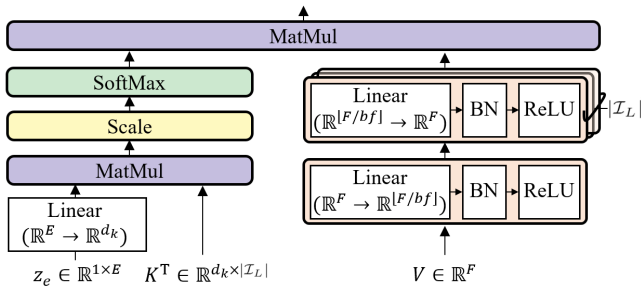 MatMul
SoftMax
Scale
MatMul
Linear
(ℝ^E → ℝ^{d_k})
z_e ∈ ℝ^{1×E}
K^T ∈ ℝ^{d_k×|ℐ_L|}
Linear
(ℝ^{⌊F/bf⌋} → ℝ^F)
BN
ReLU
|ℐ_L|
Linear
(ℝ^F → ℝ^{⌊F/bf⌋})
BN
ReLU
V ∈ ℝ^F